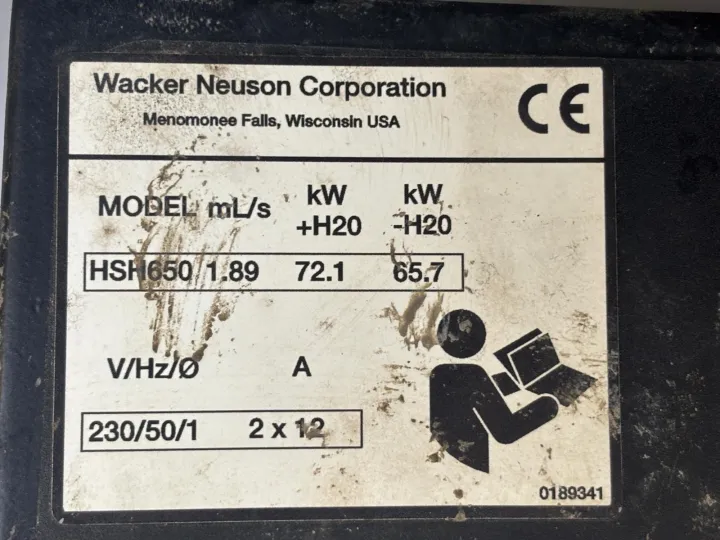 Wacker Neuson Corporation
Menomonee Falls, Wisconsin USA
CE
MODEL mL/s kW +H20 kW -H20
HSH650 1.89 72.1 65.7
V/Hz/Ø A
230/50/1 2 x 12
0189341